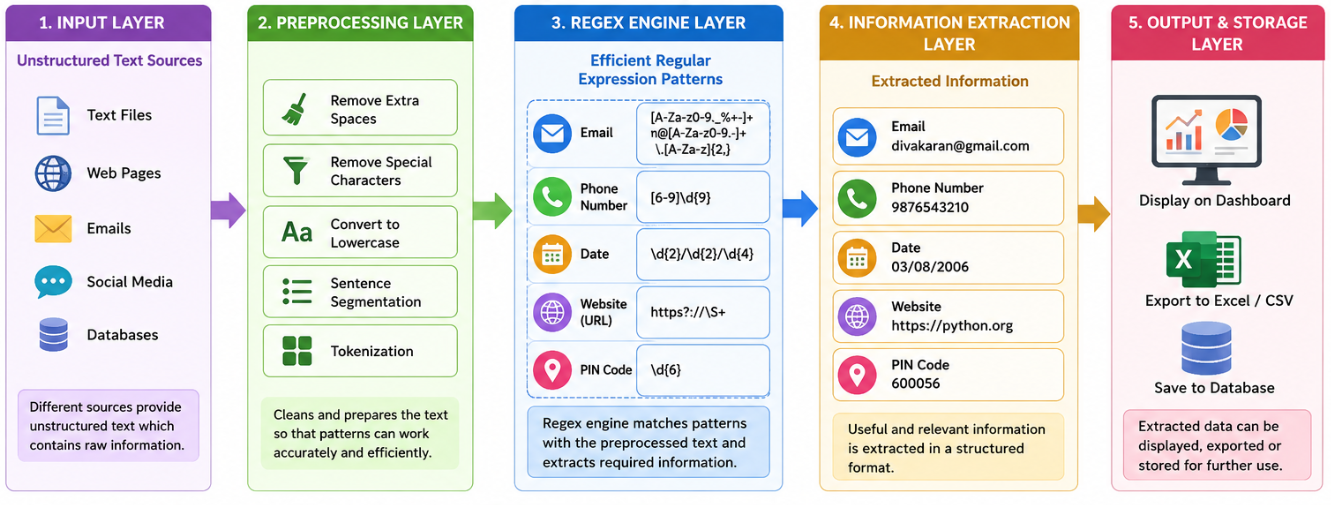 1. INPUT LAYER
Unstructured Text Sources
Text Files
Web Pages
Emails
Social Media
Databases
Different sources provide
unstructured text which
contains raw information.
2. PREPROCESSING LAYER
Remove Extra
Spaces
Remove Special
Characters
Aa
Convert to
Lowercase
Sentence
Segmentation
Tokenization
Cleans and prepares the text
so that patterns can work
accurately and efficiently.
3. REGEX ENGINE LAYER
Efficient Regular
Expression Patterns
Email
[A-Za-z0-9._%+-]+
n@[A-Za-z0-9.-]+
\.[A-Za-z]{2,}
Phone
Number
[6-9]\d{9}
Date
\d{2}/\d{2}/\d{4}
Website
(URL)
https?://\S+
PIN Code
\d{6}
Regex engine matches patterns
with the preprocessed text and
extracts required information.
4. INFORMATION EXTRACTION
LAYER
Extracted Information
Email
divakaran@gmail.com
Phone Number
9876543210
Date
03/08/2006
Website
https://python.org
PIN Code
600056
Useful and relevant information
is extracted in a structured
format.
5. OUTPUT & STORAGE
LAYER
Display on Dashboard
X
Export to Excel / CSV
Save to Database
Extracted data can be
displayed, exported or
stored for further use.